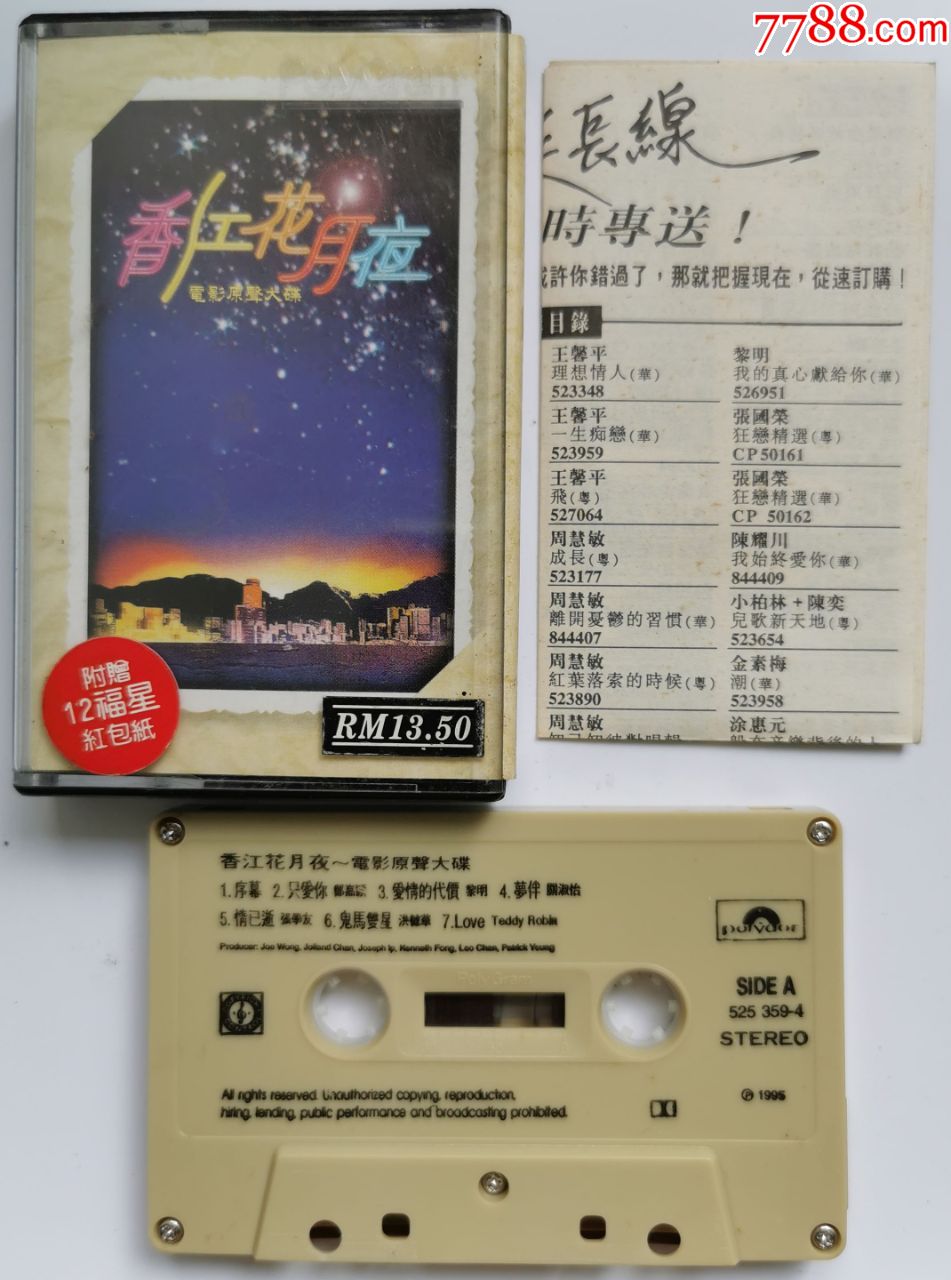 7788.com
香江花月夜
電影原聲大碟
附贈
12福星
紅包紙
RM13.50
長線
時專送！
許你錯過了，那就把握現在，從速訂購！
目錄
王馨平
理想情人(華)
523348
王馨平
一生痴戀(華)
523959
王馨平
飛(粵)
527064
周慧敏
成長(粵)
523177
周慧敏
離開憂鬱的習慣(華)
844407
周慧敏
紅葉落索的時候(粵)
523890
周慧敏
黎明
我的真心獻給你(華)
526951
張國榮
狂戀精選(粵)
CP50161
張國榮
狂戀精選(華)
CP 50162
陳耀川
我始終愛你(華)
844409
小柏林+陳奕
兒歌新天地(粵)
523654
金素梅
潮(華)
523958
涂惠元
香江花月夜～電影原聲大碟
1.序幕 2.只愛你 鄭嘉穎 3.愛情的代價 黎明 4.夢伴 關淑怡
5.情已逝 張學友 6.鬼馬雙星 洪健華 7.Love Teddy Robin
Producer: Joe Wong, Jolland Chan, Joseph Ip, Kenneth Fong, Leo Chan, Patrick Yeung
polydor
PolyGram
SIDE A
525 359-4
STEREO
All rights reserved. Unauthorized copying, reproduction,
hiring, lending, public performance and broadcasting prohibited.
℗ 1995